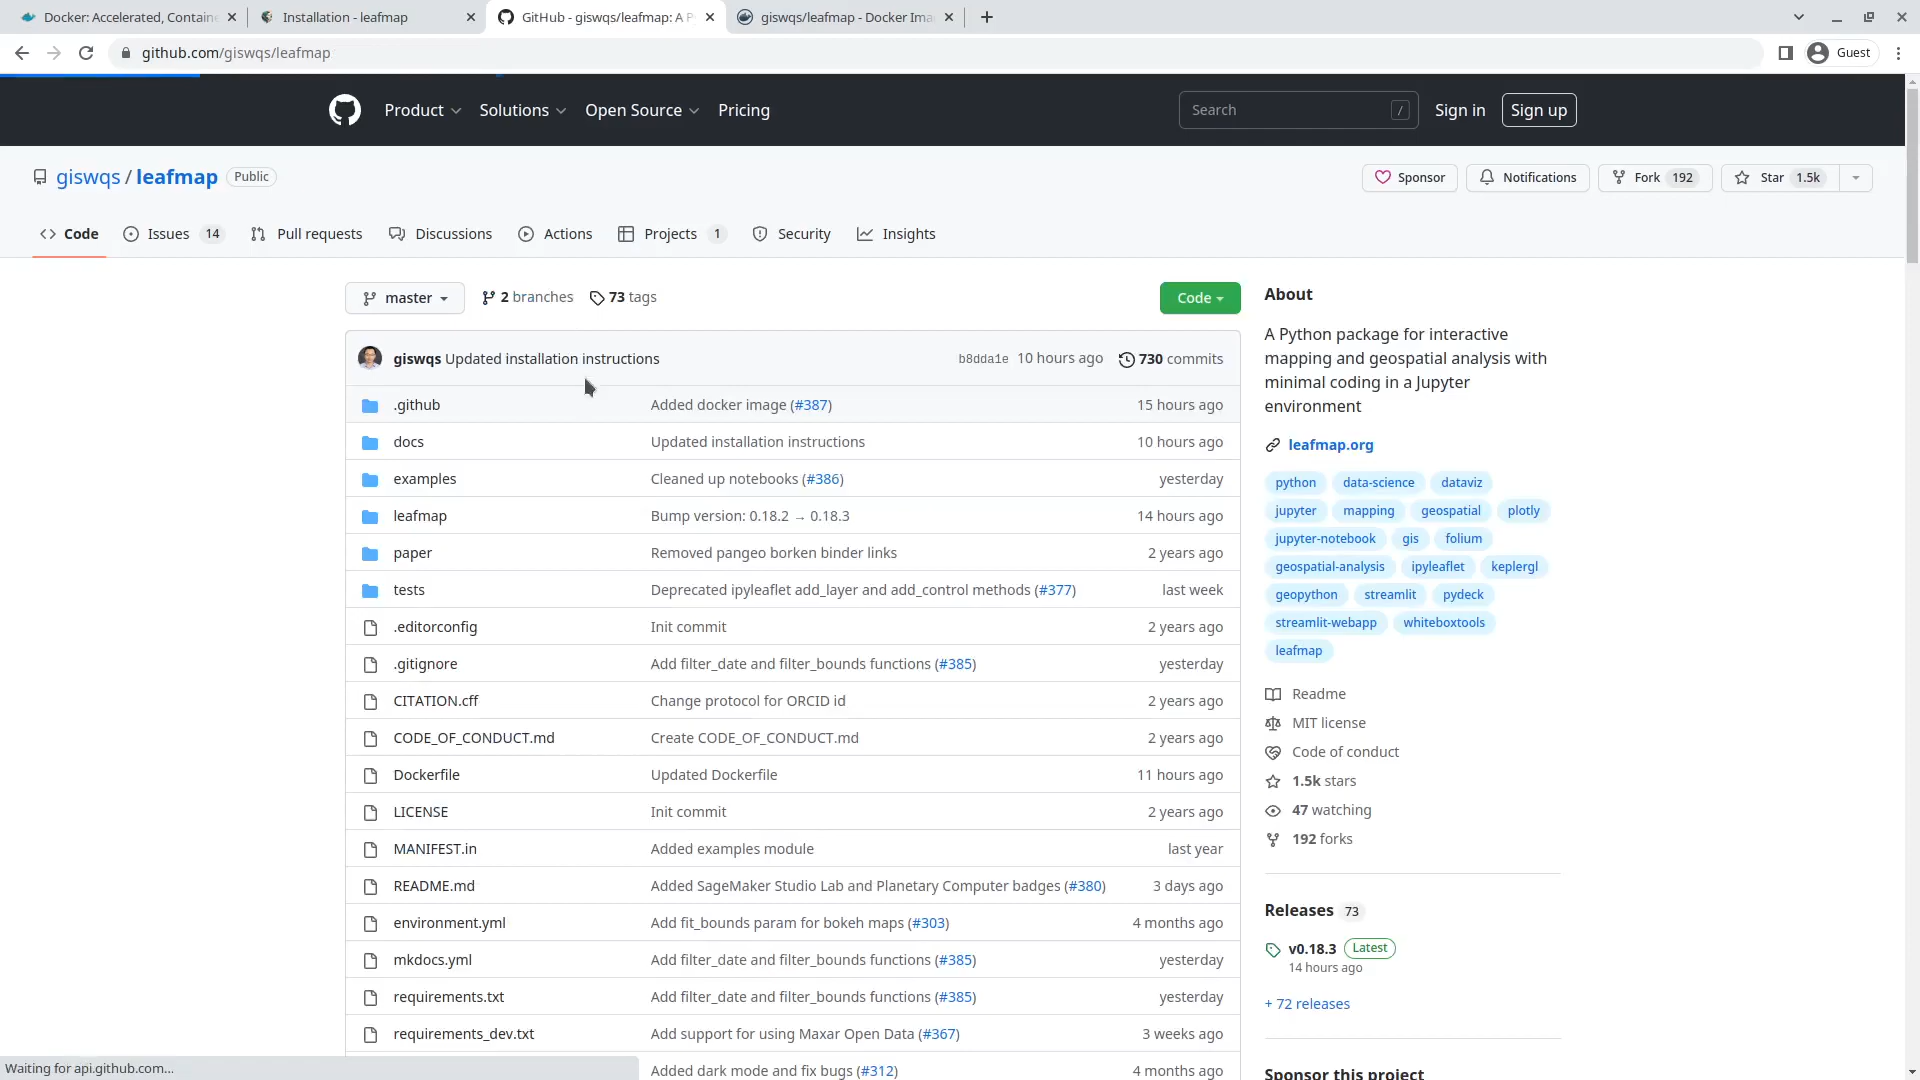 Docker: Accelerated, Containe
Installation - leafmap
GitHub - giswqs/leafmap: A P
giswqs/leafmap - Docker Ima
github.com/giswqs/leafmap
Guest
Product
Solutions
Open Source
Pricing
Search
/
Sign in
Sign up
giswqs / leafmap
Public
Sponsor
Notifications
Fork 192
Star 1.5k
Code
Issues 14
Pull requests
Discussions
Actions
Projects 1
Security
Insights
master
2 branches
73 tags
Code
giswqs Updated installation instructions b8dda1e 10 hours ago 730 commits
.github Added docker image (#387) 15 hours ago
docs Updated installation instructions 10 hours ago
examples Cleaned up notebooks (#386) yesterday
leafmap Bump version: 0.18.2 → 0.18.3 14 hours ago
paper Removed pangeo borken binder links 2 years ago
tests Deprecated ipyleaflet add_layer and add_control methods (#377) last week
.editorconfig Init commit 2 years ago
.gitignore Add filter_date and filter_bounds functions (#385) yesterday
CITATION.cff Change protocol for ORCID id 2 years ago
CODE_OF_CONDUCT.md Create CODE_OF_CONDUCT.md 2 years ago
Dockerfile Updated Dockerfile 11 hours ago
LICENSE Init commit 2 years ago
MANIFEST.in Added examples module last year
README.md Added SageMaker Studio Lab and Planetary Computer badges (#380) 3 days ago
environment.yml Add fit_bounds param for bokeh maps (#303) 4 months ago
mkdocs.yml Add filter_date and filter_bounds functions (#385) yesterday
requirements.txt Add filter_date and filter_bounds functions (#385) yesterday
requirements_dev.txt Add support for using Maxar Open Data (#367) 3 weeks ago
Added dark mode and fix bugs (#312) 4 months ago
About
A Python package for interactive
mapping and geospatial analysis with
minimal coding in a Jupyter
environment
leafmap.org
python data-science dataviz
jupyter mapping geospatial plotly
jupyter-notebook gis folium
geospatial-analysis ipyleaflet keplergl
geopython streamlit pydeck
streamlit-webapp whiteboxtools
leafmap
Readme
MIT license
Code of conduct
1.5k stars
47 watching
192 forks
Releases 73
v0.18.3 Latest
14 hours ago
+ 72 releases
Sponsor this project
Waiting for api.github.com...